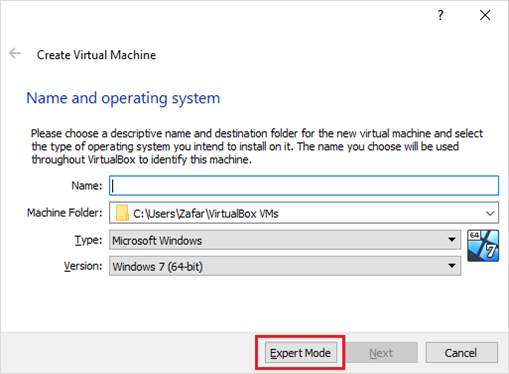 ?
Create Virtual Machine
Name and operating system
Please choose a descriptive name and destination folder for the new virtual machine and select
the type of operating system you intend to install on it. The name you choose will be used
throughout VirtualBox to identify this machine.
Name:
Machine Folder: C:\Users\Zafar\VirtualBox VMs
Type: Microsoft Windows
64
7
Version: Windows 7 (64-bit)
Expert Mode Next Cancel